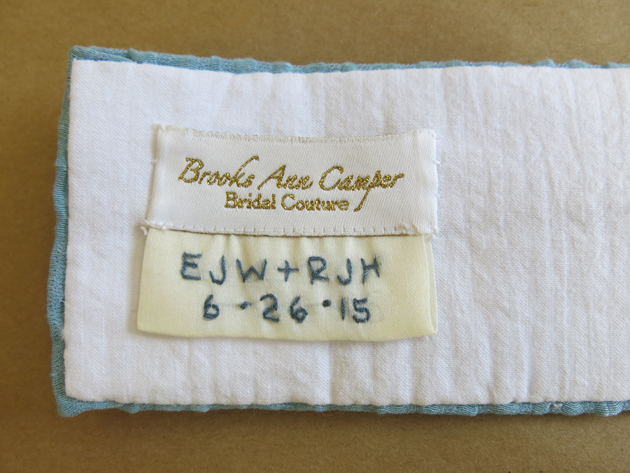 Brooks Ann Camper
Bridal Couture
EJW+RJH
6•26•15